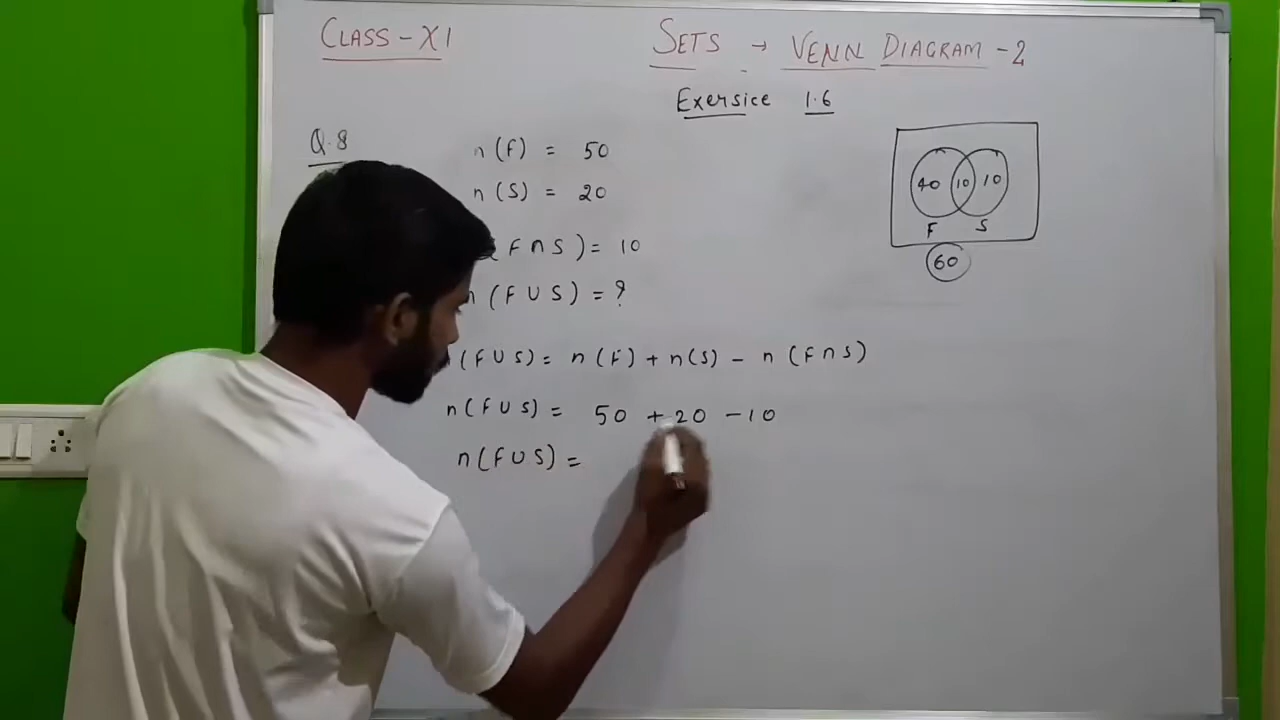 CLASS - XI
SETS → VENN DIAGRAM - 2
Exersice 1.6
Q.8
n (F) = 50
n (S) = 20
(F ∩ S) = 10
n (F ∪ S) = ?
(F ∪ S) = n (F) + n(S) - n (F ∩ S)
n (F ∪ S) = 50 + 20 - 10
n (F ∪ S) =
40 10 10
F S
60